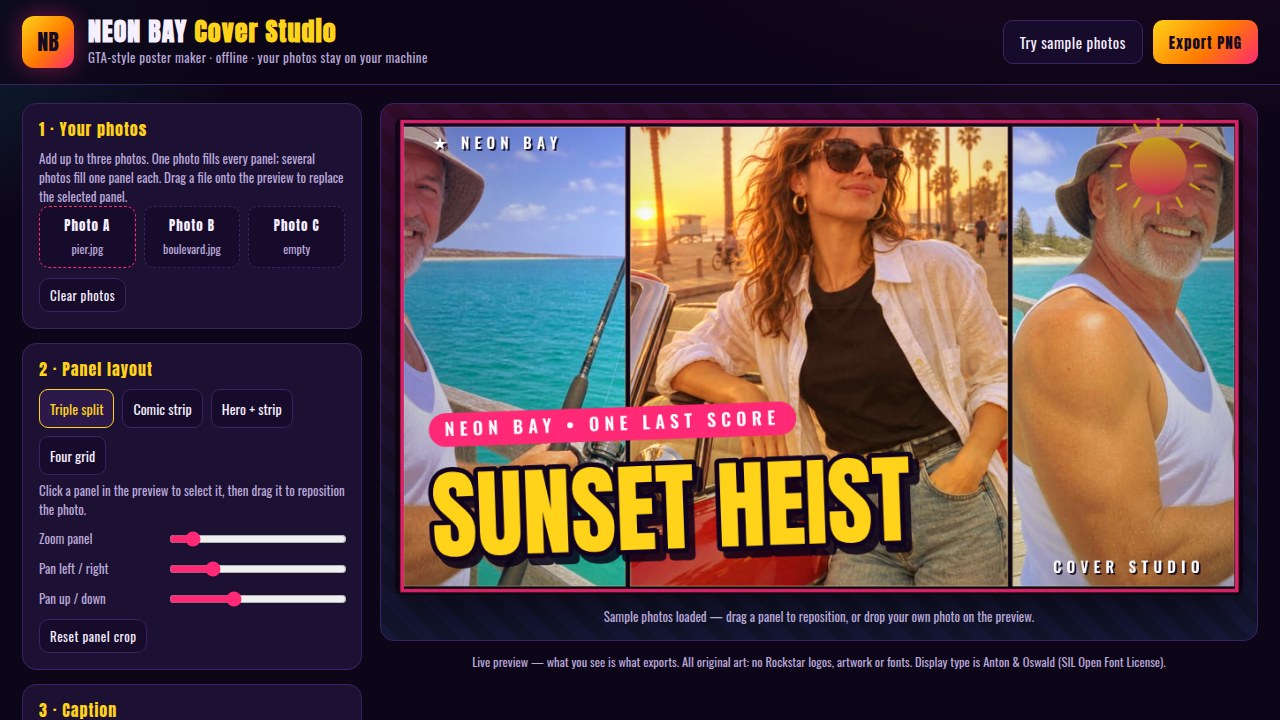 NB
NEON BAY Cover Studio
GTA-style poster maker · offline · your photos stay on your machine
Try sample photos
Export PNG
1 · Your photos
Add up to three photos. One photo fills every panel: several
photos fill one panel each. Drag a file onto the preview to replace
the selected panel.
Photo A
pier.jpg
Photo B
boulevard.jpg
Photo C
empty
Clear photos
2 · Panel layout
Triple split
Comic strip
Hero + strip
Four grid
Click a panel in the preview to select it, then drag it to reposition
the photo.
Zoom panel
Pan left / right
Pan up / down
Reset panel crop
3 · Caption
★ NEON BAY
NEON BAY • ONE LAST SCORE
SUNSET HEIST
COVER STUDIO
Sample photos loaded — drag a panel to reposition, or drop your own photo on the preview.
Live preview — what you see is what exports. All original art: no Rockstar logos, artwork or fonts. Display type is Anton & Oswald (SIL Open Font License).